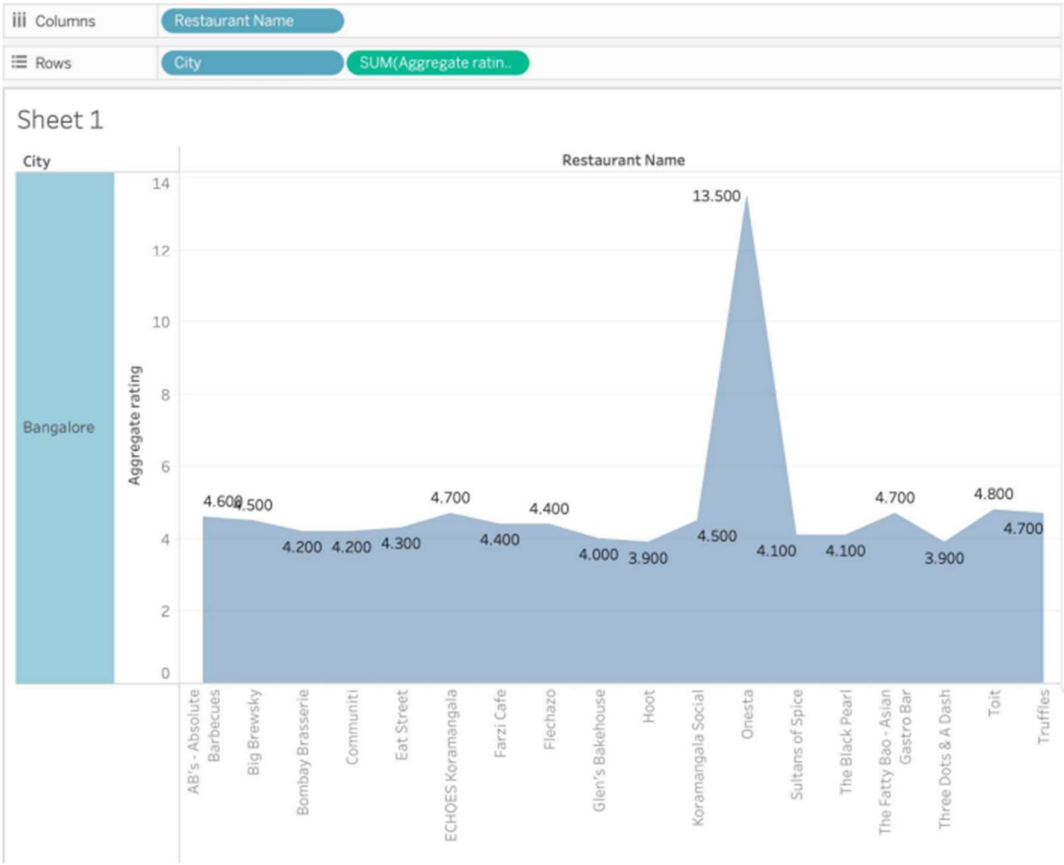 Columns
Restaurant Name
Rows
City
SUM(Aggregate ratin..
Sheet 1
City
Restaurant Name
Bangalore
Aggregate rating
14
12
10
8
6
4
2
0
4.600
4.500
4.200
4.200
4.300
4.700
4.400
4.400
4.000
3.900
4.500
13.500
4.100
4.100
4.700
3.900
4.800
4.700
AB's - Absolute
Barbecues
Big Brewsky
Bombay Brasserie
Communiti
Eat Street
ECHOES Koramangala
Farzi Cafe
Flechazo
Glen's Bakehouse
Hoot
Koramangala Social
Onesta
Sultans of Spice
The Black Pearl
The Fatty Bao - Asian
Gastro Bar
Three Dots & A Dash
Toit
Truffles